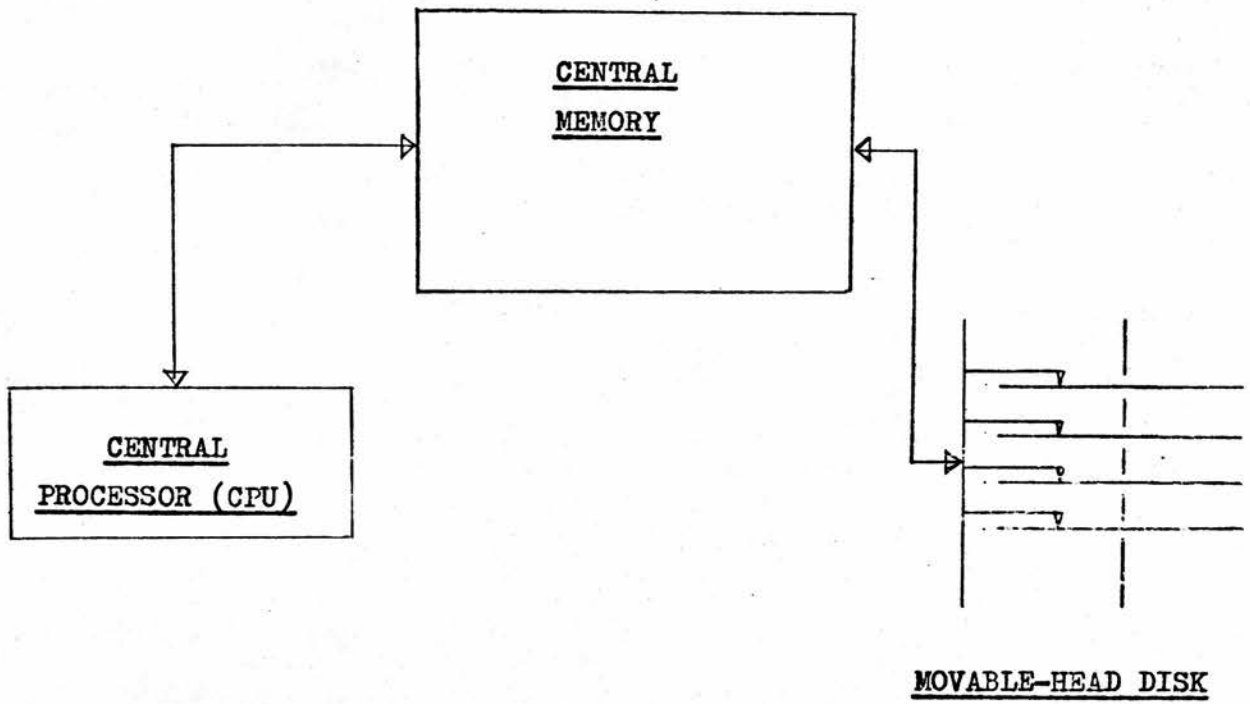 CENTRAL
MEMORY
CENTRAL
PROCESSOR (CPU)
MOVABLE-HEAD DISK